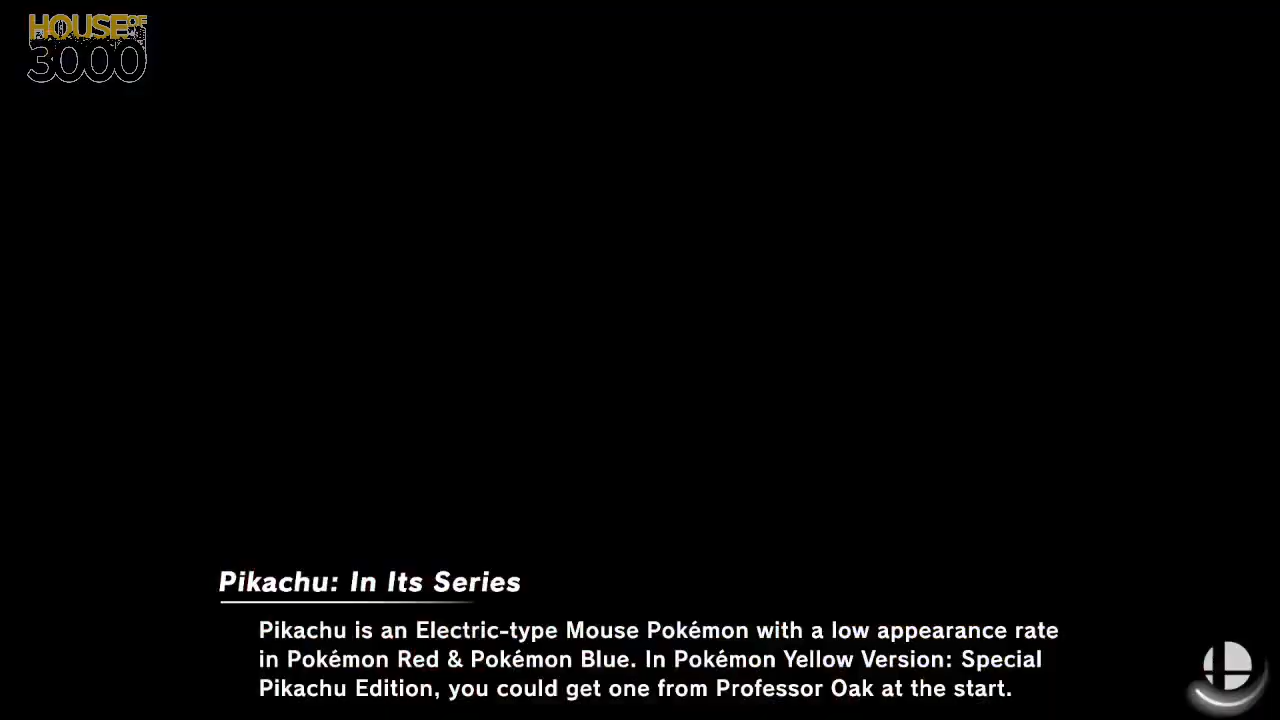 HOUSE OF
3000
Pikachu: In Its Series
Pikachu is an Electric-type Mouse Pokémon with a low appearance rate
in Pokémon Red & Pokémon Blue. In Pokémon Yellow Version: Special
Pikachu Edition, you could get one from Professor Oak at the start.